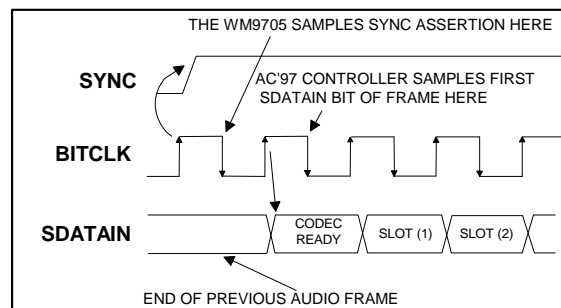 THE WM9705 SAMPLES SYNC ASSERTION HERE
SYNC
AC'97 CONTROLLER SAMPLES FIRST
SDATAIN BIT OF FRAME HERE
BITCLK
SDATAIN
CODEC
READY
SLOT (1)
SLOT (2)
END OF PREVIOUS AUDIO FRAME